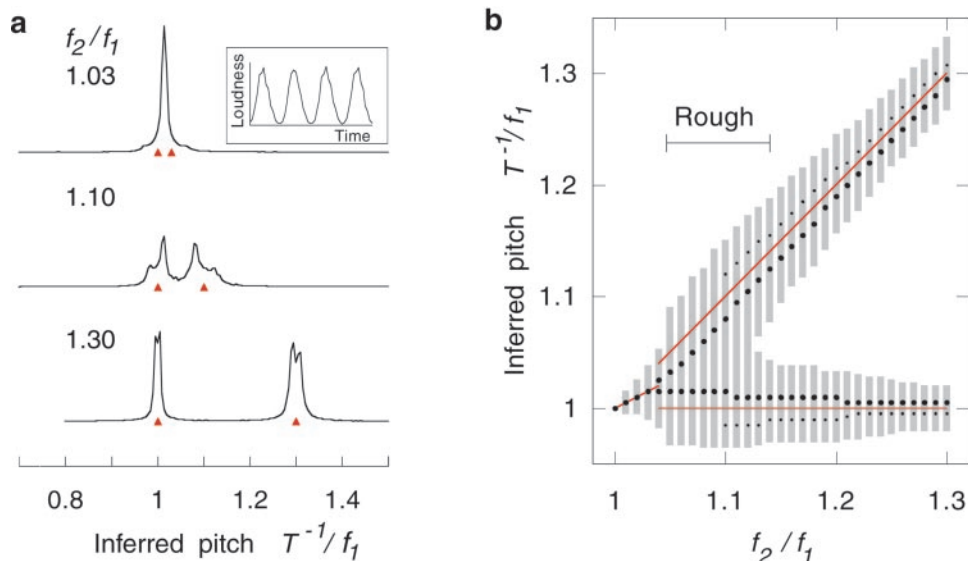 a
f₂/f₁
1.03
Loudness
Time
1.10
1.30
0.8 1 1.2 1.4
Inferred pitch T⁻¹/f₁
b
Rough
Inferred pitch T⁻¹/f₁
1.3
1.2
1.1
1
1 1.1 1.2 1.3
f₂/f₁